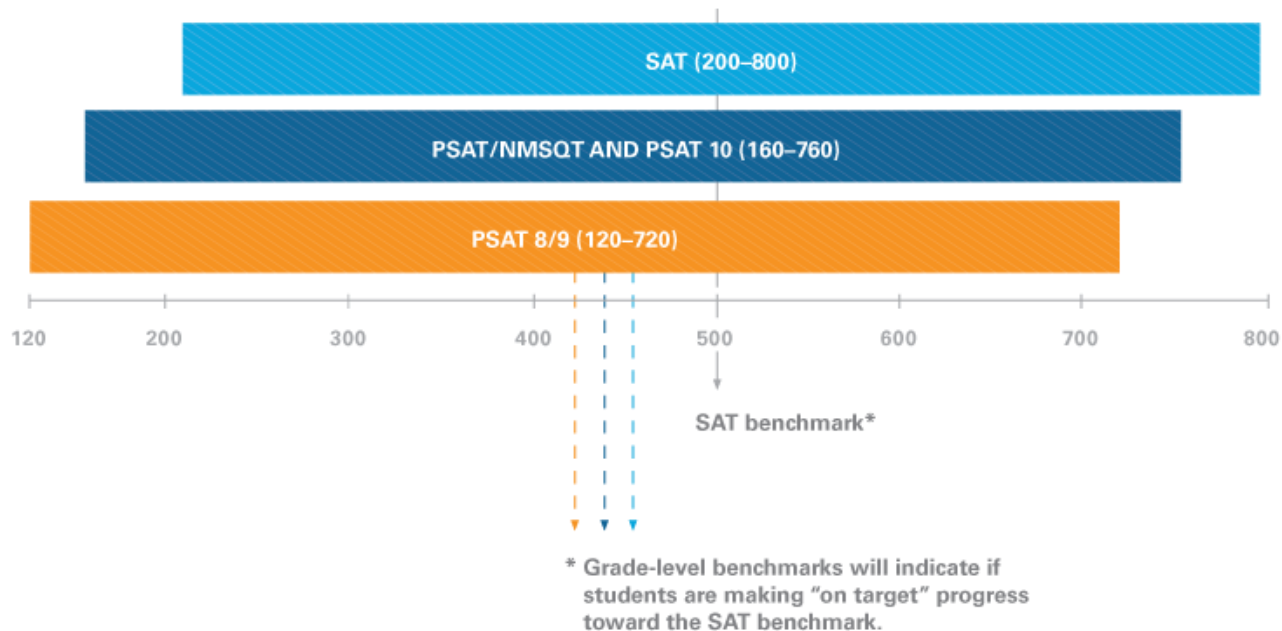 SAT (200–800)
PSAT/NMSQT AND PSAT 10 (160–760)
PSAT 8/9 (120–720)
120 200 300 400 500 600 700 800
SAT benchmark*
* Grade-level benchmarks will indicate if
students are making “on target” progress
toward the SAT benchmark.